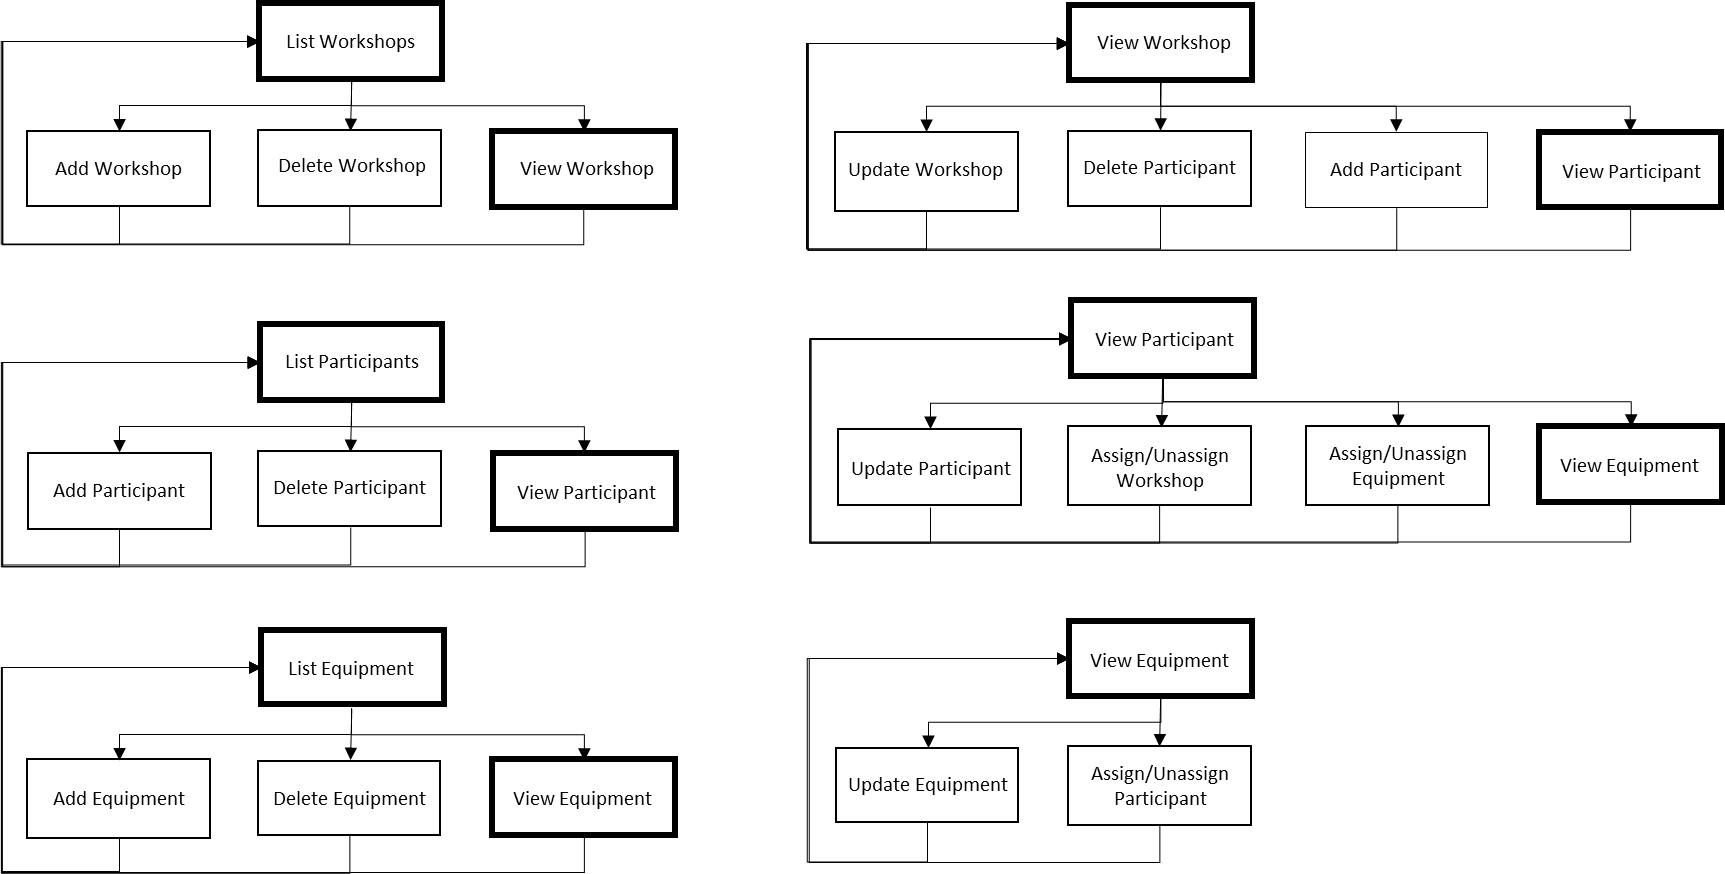 List Workshops
Add Workshop
Delete Workshop
View Workshop
View Workshop
Update Workshop
Delete Participant
Add Participant
View Participant
List Participants
Add Participant
Delete Participant
View Participant
View Participant
Update Participant
Assign/Unassign
Workshop
Assign/Unassign
Equipment
View Equipment
List Equipment
Add Equipment
Delete Equipment
View Equipment
View Equipment
Update Equipment
Assign/Unassign
Participant